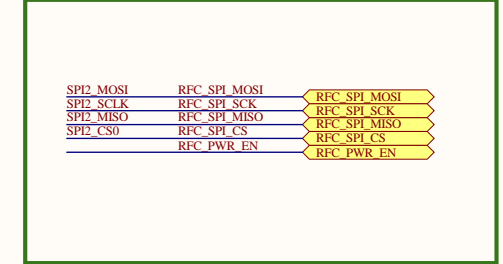 SPI2_MOSI RFC_SPI_MOSI RFC_SPI_MOSI
SPI2_SCLK RFC_SPI_SCK RFC_SPI_SCK
SPI2_MISO RFC_SPI_MISO RFC_SPI_MISO
SPI2_CS0 RFC_SPI_CS RFC_SPI_CS
RFC_PWR_EN RFC_PWR_EN